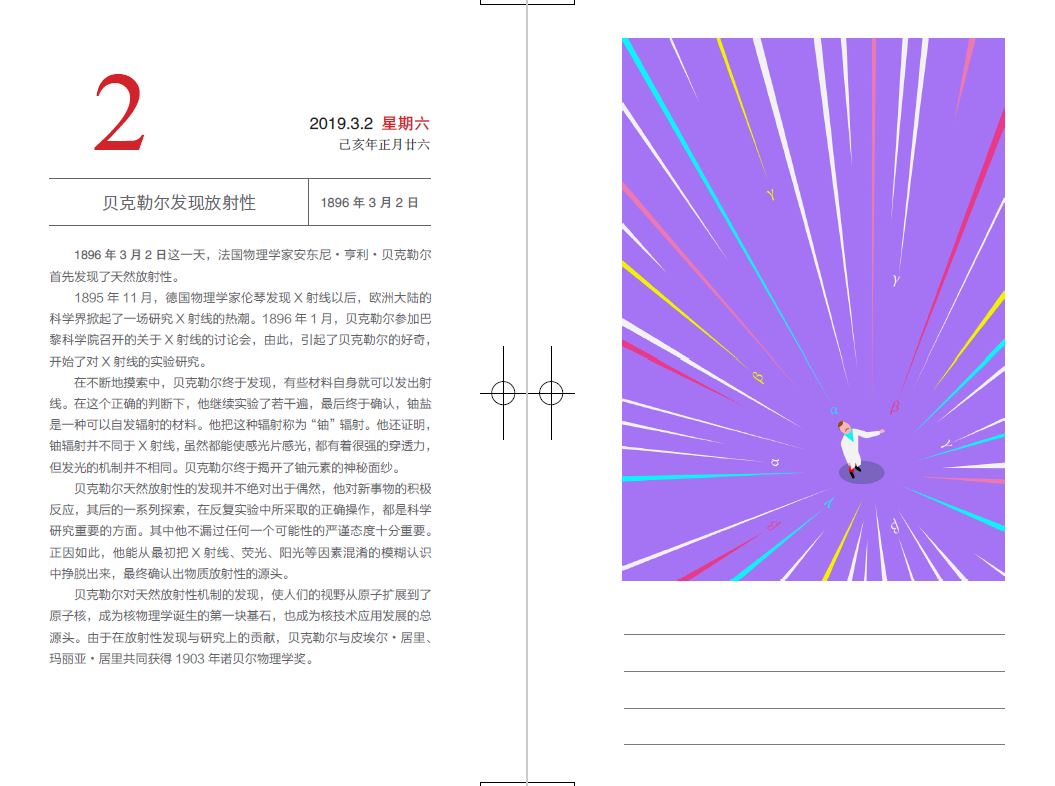 2
2019.3.2 星期六
己亥年正月廿六
贝克勒尔发现放射性
1896 年 3 月 2 日
1896 年 3 月 2 日这一天，法国物理学家安东尼·亨利·贝克勒尔
首先发现了天然放射性。
1895 年 11 月，德国物理学家伦琴发现 X 射线以后，欧洲大陆的
科学界掀起了一场研究 X 射线的热潮。1896 年 1 月，贝克勒尔参加巴
黎科学院召开的关于 X 射线的讨论会，由此，引起了贝克勒尔的好奇，
开始了对 X 射线的实验研究。
在不断地摸索中，贝克勒尔终于发现，有些材料自身就可以发出射
线。在这个正确的判断下，他继续实验了若干遍，最后终于确认，铀盐
是一种可以自发辐射的材料。他把这种辐射称为“铀”辐射。他还证明，
铀辐射并不同于 X 射线，虽然都能使感光片感光，都有着很强的穿透力，
但发光的机制并不相同。贝克勒尔终于揭开了铀元素的神秘面纱。
贝克勒尔天然放射性的发现并不绝对出于偶然，他对新事物的积极
反应，其后的一系列探索，在反复实验中所采取的正确操作，都是科学
研究重要的方面。其中他不漏过任何一个可能性的严谨态度十分重要。
正因如此，他能从最初把 X 射线、荧光、阳光等因素混淆的模糊认识
中挣脱出来，最终确认出物质放射性的源头。
贝克勒尔对天然放射性机制的发现，使人们的视野从原子扩展到了
原子核，成为核物理学诞生的第一块基石，也成为核技术应用发展的总
源头。由于在放射性发现与研究上的贡献，贝克勒尔与皮埃尔·居里、
玛丽亚·居里共同获得 1903 年诺贝尔物理学奖。
γ
γ
β
α
β
γ
α
γ
β
β